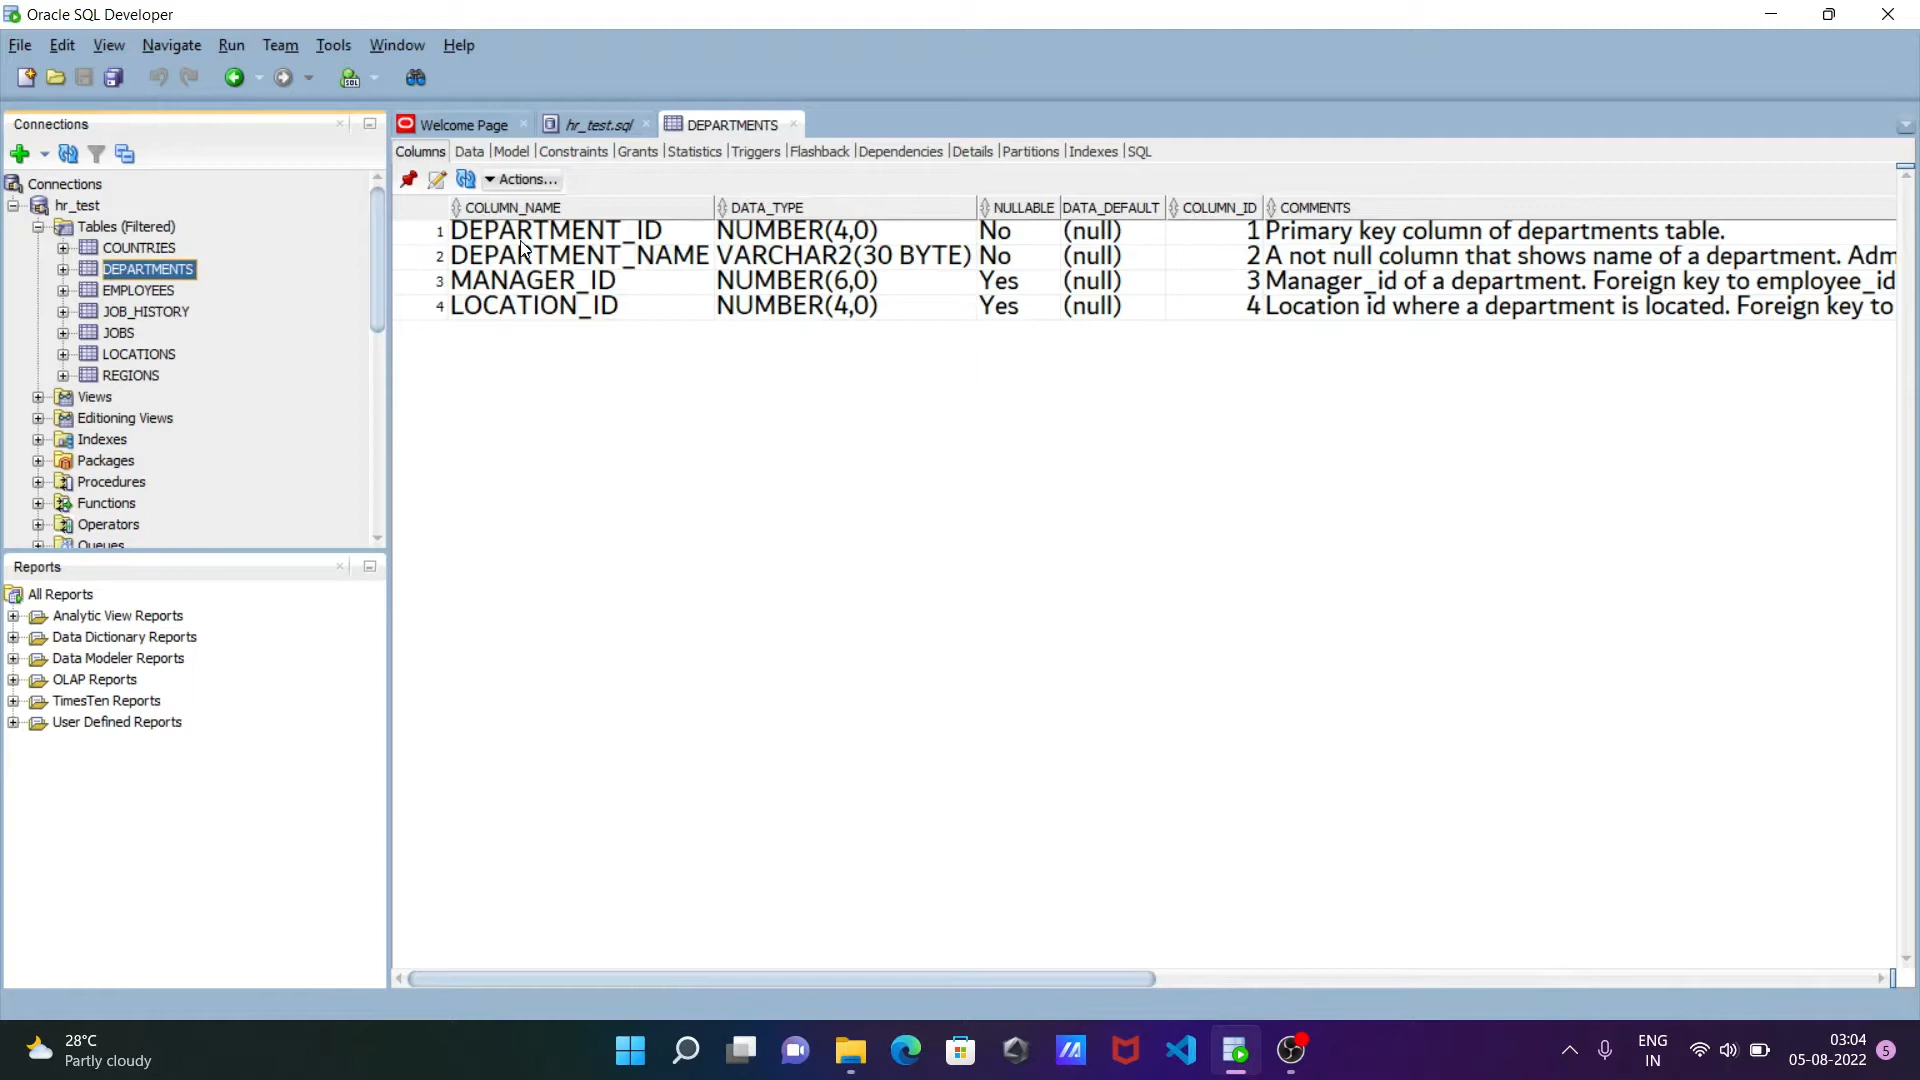 Oracle SQL Developer
File Edit View Navigate Run Team Tools Window Help
Connections
Connections
hr_test
Tables (Filtered)
COUNTRIES
DEPARTMENTS
EMPLOYEES
JOB_HISTORY
JOBS
LOCATIONS
REGIONS
Views
Editioning Views
Indexes
Packages
Procedures
Functions
Operators
Queues
Reports
All Reports
Analytic View Reports
Data Dictionary Reports
Data Modeler Reports
OLAP Reports
TimesTen Reports
User Defined Reports
Welcome Page hr_test.sql DEPARTMENTS
Columns Data |Model |Constraints |Grants |Statistics |Triggers |Flashback |Dependencies |Details |Partitions |Indexes |SQL
Actions...
COLUMN_NAME DATA_TYPE NULLABLE DATA_DEFAULT COLUMN_ID COMMENTS
1 DEPARTMENT_ID NUMBER(4,0) No (null) 1 Primary key column of departments table.
2 DEPARTMENT_NAME VARCHAR2(30 BYTE) No (null) 2 A not null column that shows name of a department. Adm
3 MANAGER_ID NUMBER(6,0) Yes (null) 3 Manager_id of a department. Foreign key to employee_id
4 LOCATION_ID NUMBER(4,0) Yes (null) 4 Location id where a department is located. Foreign key to
28°C
Partly cloudy
SQL
ENG
IN
03:04
05-08-2022
5